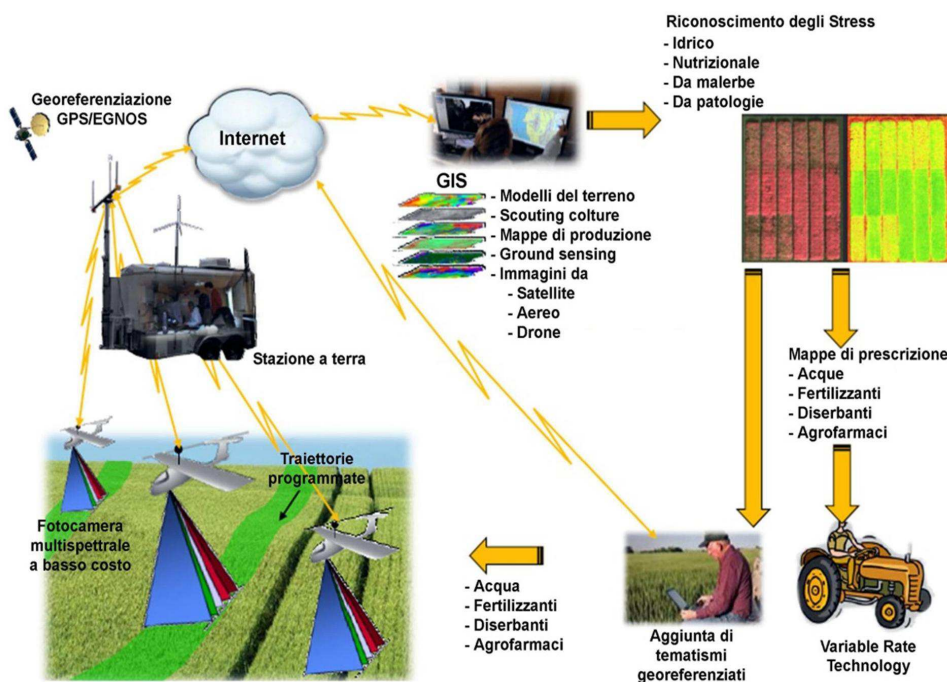 Riconoscimento degli Stress
- Idrico
- Nutrizionale
- Da malerbe
- Da patologie
Georeferenziazione
GPS/EGNOS
Internet
GIS
- Modelli del terreno
- Scouting colture
- Mappe di produzione
- Ground sensing
- Immagini da
- Satellite
- Aereo
- Drone
Stazione a terra
Mappe di prescrizione
- Acque
- Fertilizzanti
- Diserbanti
- Agrofarmaci
Traiettorie
programmate
Fotocamera
multispettrale
a basso costo
- Acqua
- Fertilizzanti
- Diserbanti
- Agrofarmaci
Aggiunta di
tematismi
georeferenziati
Variable Rate
Technology